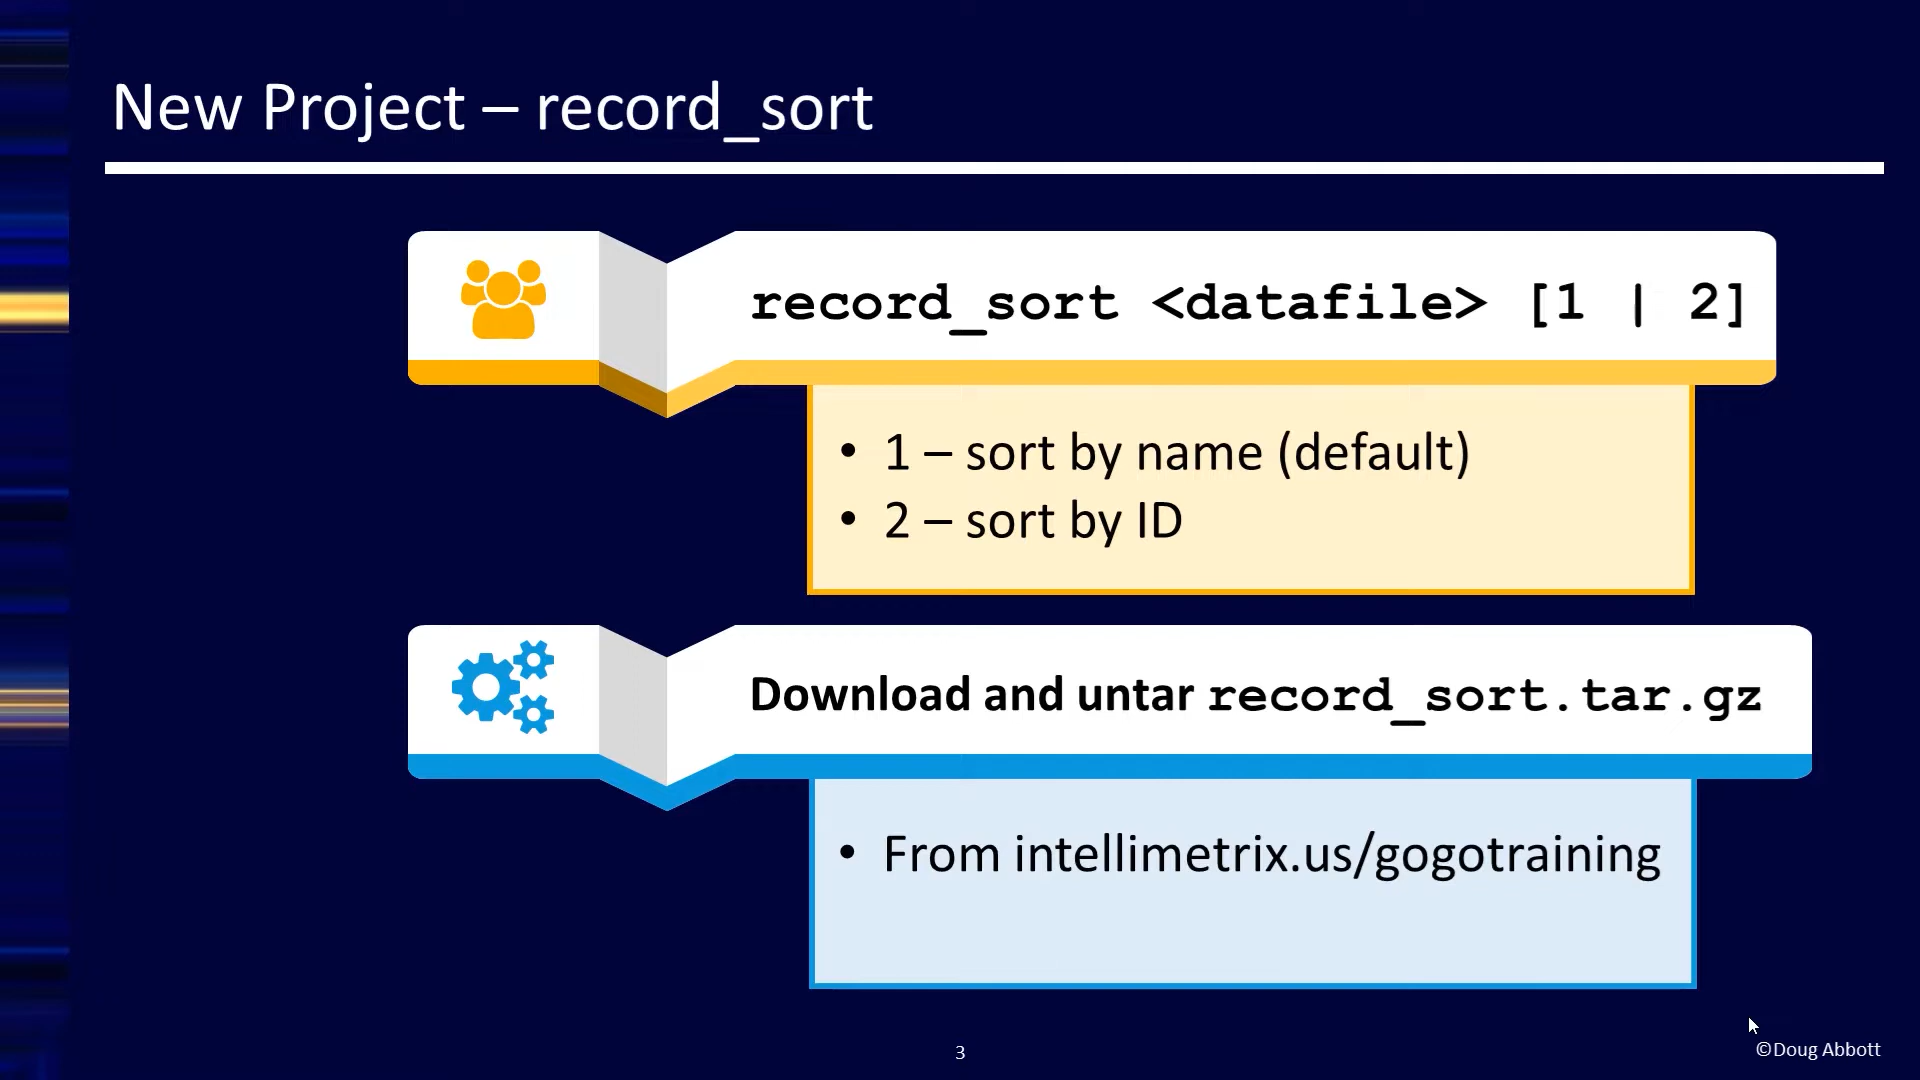 New Project – record_sort
record_sort <datafile> [1 | 2]
• 1 – sort by name (default)
• 2 – sort by ID
Download and untar record_sort.tar.gz
• From intellimetrix.us/gogotraining
3
©Doug Abbott